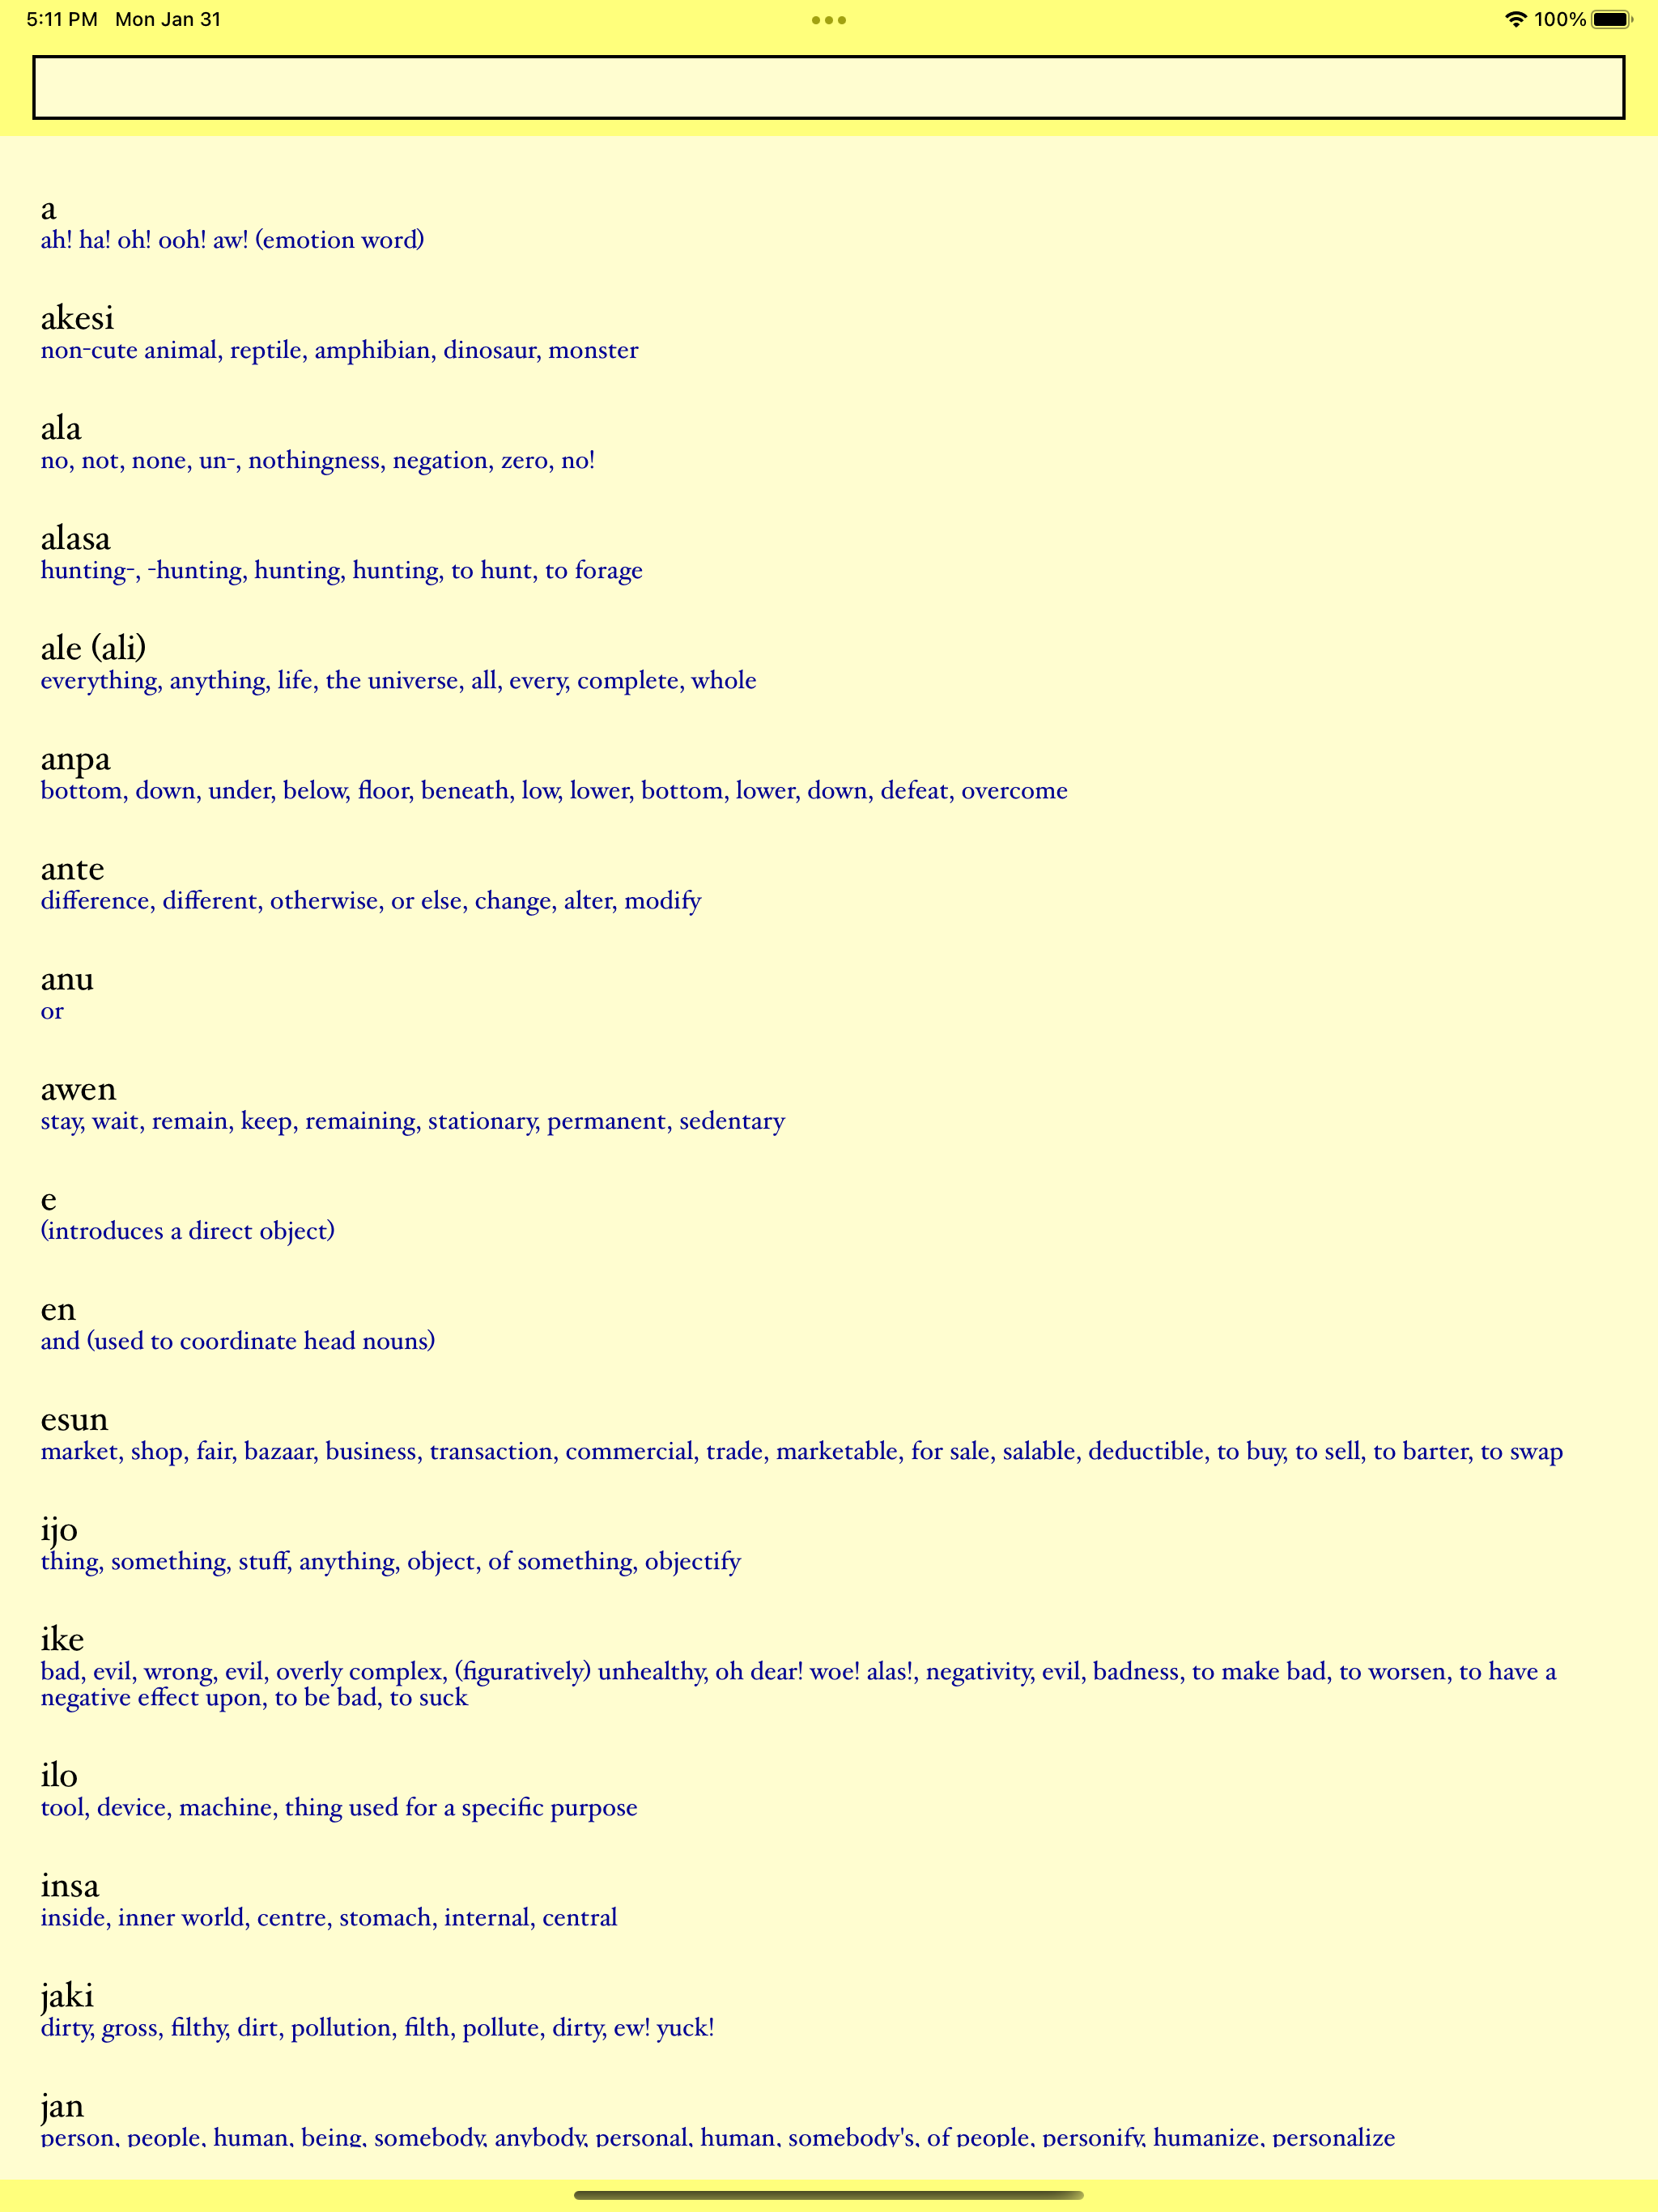 5:11 PM Mon Jan 31
100%
a
ah! ha! oh! ooh! aw! (emotion word)
akesi
non-cute animal, reptile, amphibian, dinosaur, monster
ala
no, not, none, un-, nothingness, negation, zero, no!
alasa
hunting-, -hunting, hunting, hunting, to hunt, to forage
ale (ali)
everything, anything, life, the universe, all, every, complete, whole
anpa
bottom, down, under, below, floor, beneath, low, lower, bottom, lower, down, defeat, overcome
ante
difference, different, otherwise, or else, change, alter, modify
anu
or
awen
stay, wait, remain, keep, remaining, stationary, permanent, sedentary
e
(introduces a direct object)
en
and (used to coordinate head nouns)
esun
market, shop, fair, bazaar, business, transaction, commercial, trade, marketable, for sale, salable, deductible, to buy, to sell, to barter, to swap
ijo
thing, something, stuff, anything, object, of something, objectify
ike
bad, evil, wrong, evil, overly complex, (figuratively) unhealthy, oh dear! woe! alas!, negativity, evil, badness, to make bad, to worsen, to have a
negative effect upon, to be bad, to suck
ilo
tool, device, machine, thing used for a specific purpose
insa
inside, inner world, centre, stomach, internal, central
jaki
dirty, gross, filthy, dirt, pollution, filth, pollute, dirty, ew! yuck!
jan
person, people, human, being, somebody, anybody, personal, human, somebody's, of people, personify, humanize, personalize